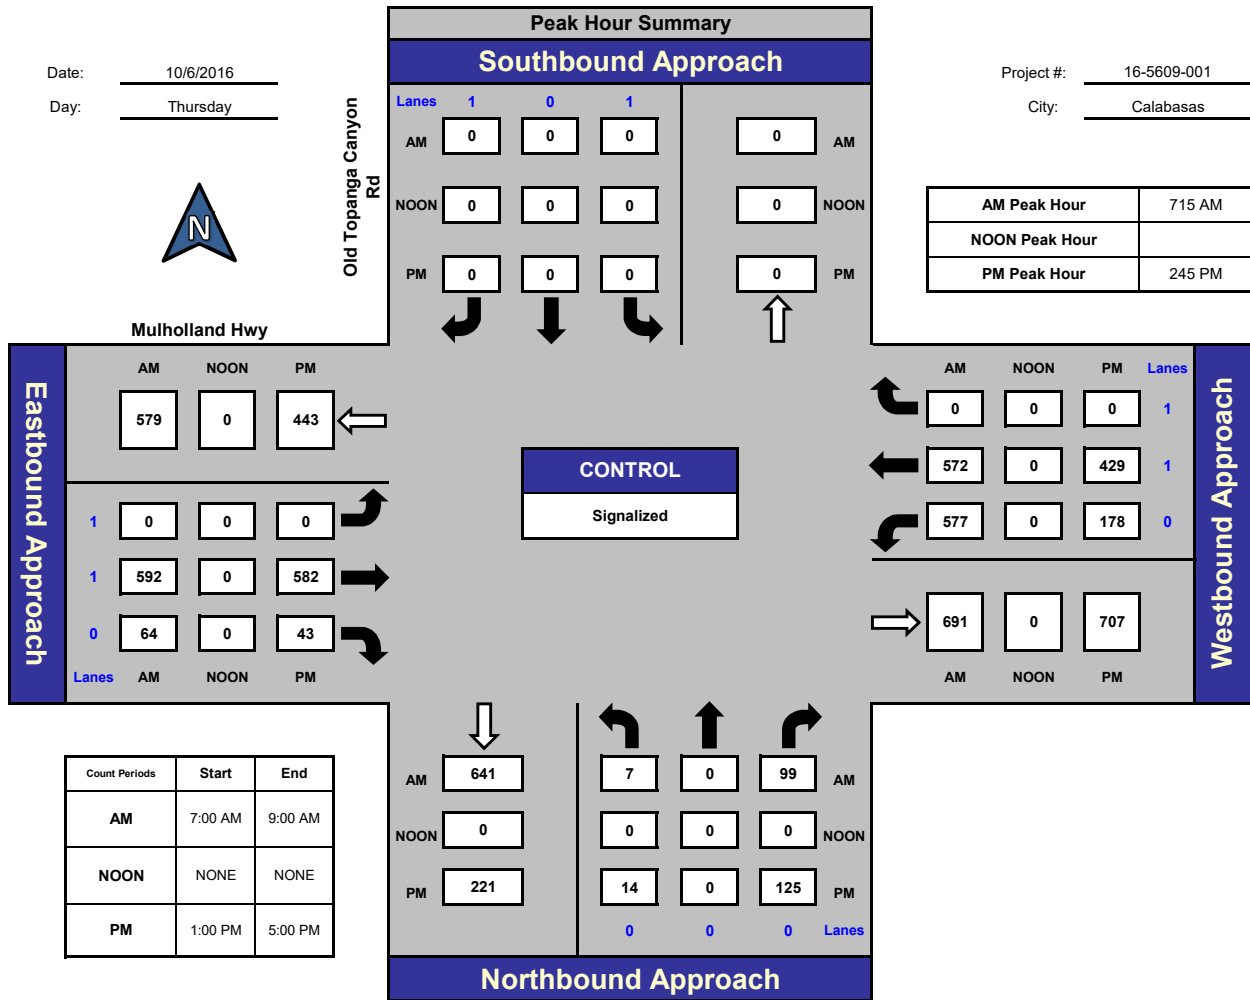 Peak Hour Summary
Southbound Approach
Date: 10/6/2016
Day: Thursday
Project #: 16-5609-001
City: Calabasas
N
Old Topanga Canyon
Rd
Lanes 1 0 1
AM 0 0 0 0 AM
NOON 0 0 0 0 NOON
PM 0 0 0 0 PM
AM Peak Hour 715 AM
NOON Peak Hour
PM Peak Hour 245 PM
Mulholland Hwy
Eastbound Approach
AM NOON PM
579 0 443
1 0 0 0
1 592 0 582
0 64 0 43
Lanes AM NOON PM
CONTROL
Signalized
AM NOON PM Lanes
0 0 0 1
572 0 429 1
577 0 178 0
691 0 707
AM NOON PM
Westbound Approach
Count Periods Start End
AM 7:00 AM 9:00 AM
NOON NONE NONE
PM 1:00 PM 5:00 PM
AM 641 7 0 99 AM
NOON 0 0 0 0 NOON
PM 221 14 0 125 PM
0 0 0 Lanes
Northbound Approach